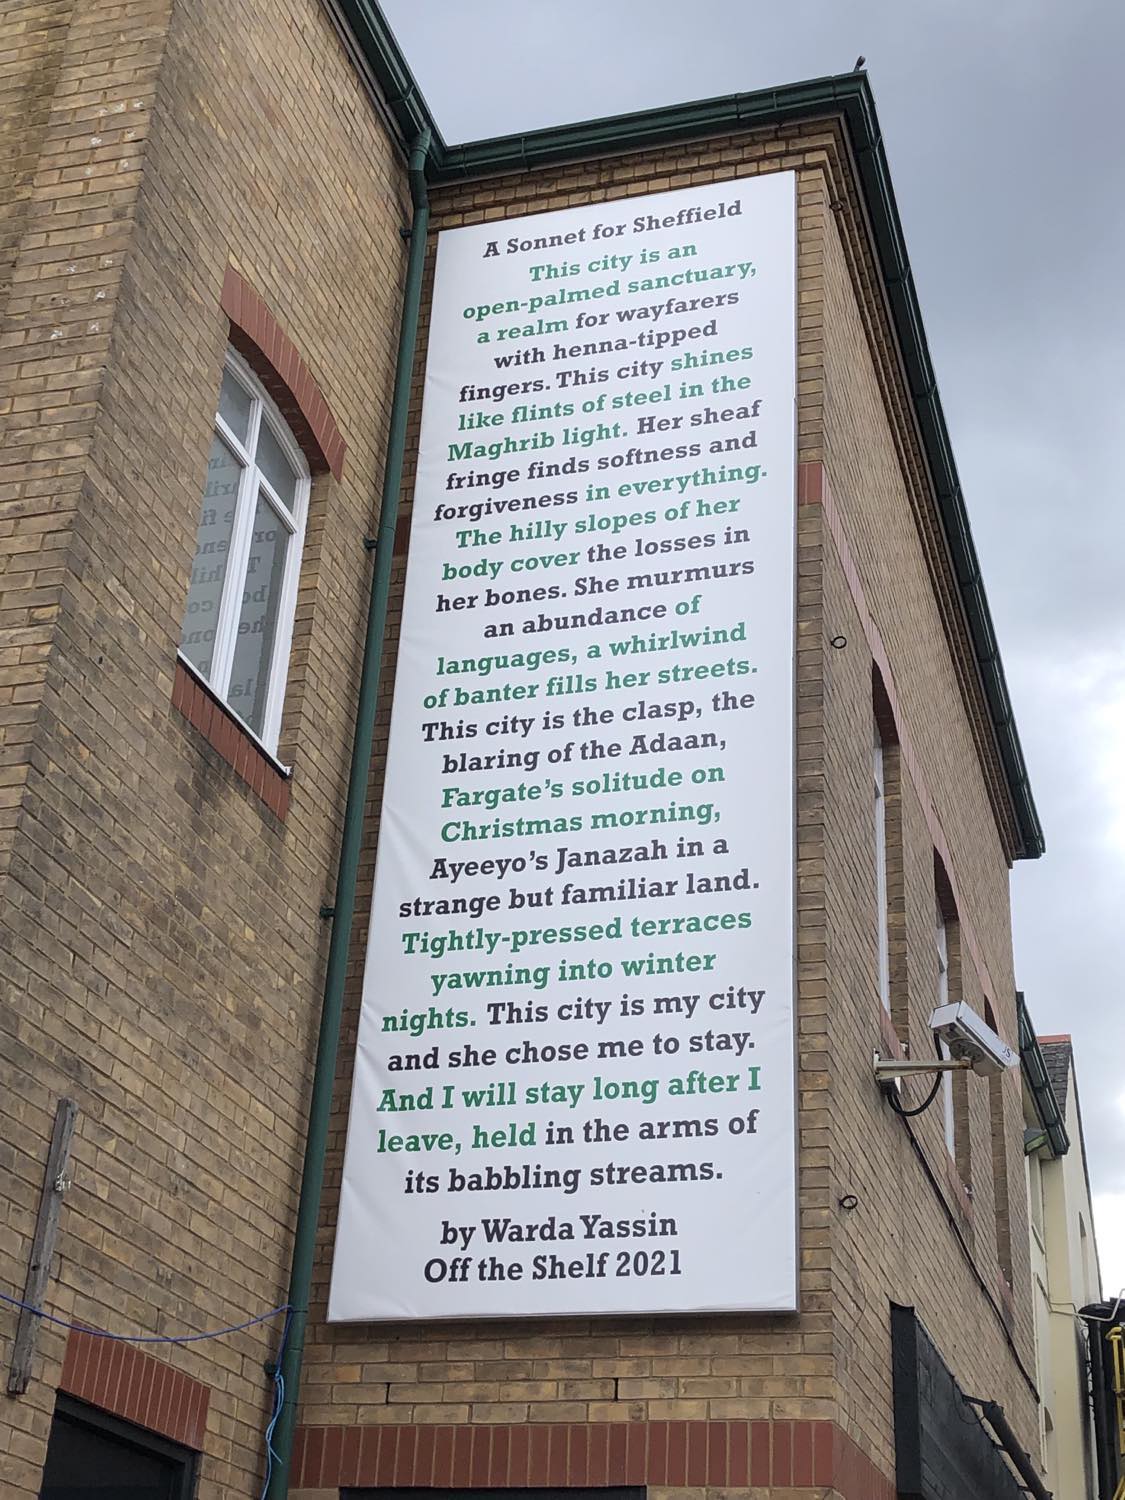 A Sonnet for Sheffield
This city is an
open-palmed sanctuary,
a realm for wayfarers
with henna-tipped
fingers. This city shines
like flints of steel in the
Maghrib light. Her sheaf
fringe finds softness and
forgiveness in everything.
The hilly slopes of her
body cover the losses in
her bones. She murmurs
an abundance of
languages, a whirlwind
of banter fills her streets.
This city is the clasp, the
blaring of the Adaan,
Fargate's solitude on
Christmas morning,
Ayeeyo's Janazah in a
strange but familiar land.
Tightly-pressed terraces
yawning into winter
nights. This city is my city
and she chose me to stay.
And I will stay long after I
leave, held in the arms of
its babbling streams.
by Warda Yassin
Off the Shelf 2021